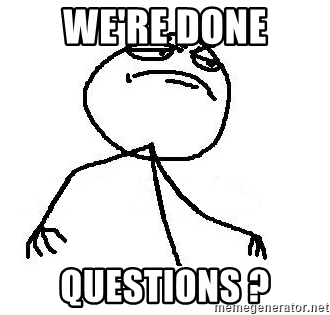 WE'RE DONE
QUESTIONS ?
memegenerator.net